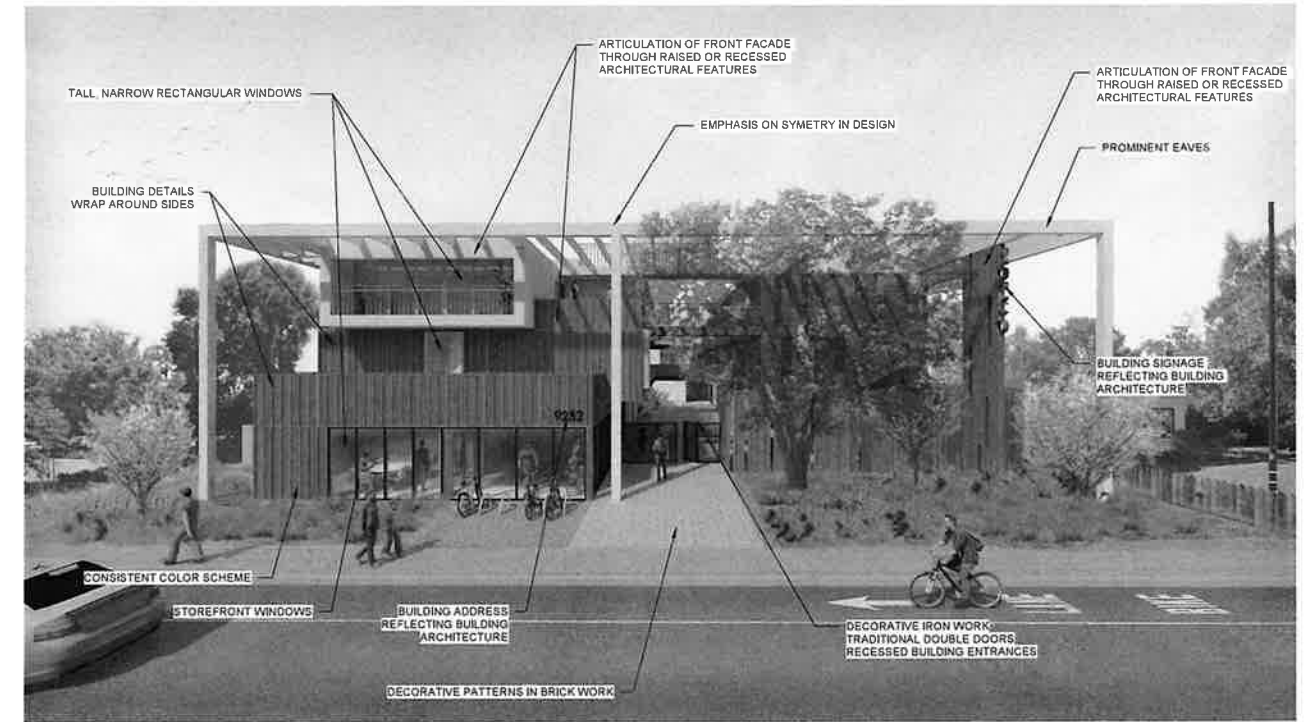 ARTICULATION OF FRONT FACADE
THROUGH RAISED OR RECESSED
ARCHITECTURAL FEATURES
ARTICULATION OF FRONT FACADE
THROUGH RAISED OR RECESSED
ARCHITECTURAL FEATURES
TALL, NARROW RECTANGULAR WINDOWS
EMPHASIS ON SYMETRY IN DESIGN
PROMINENT EAVES
BUILDING DETAILS
WRAP AROUND SIDES
BUILDING SIGNAGE
REFLECTING BUILDING
ARCHITECTURE
9252
CONSISTENT COLOR SCHEME
STOREFRONT WINDOWS
BUILDING ADDRESS
REFLECTING BUILDING
ARCHITECTURE
DECORATIVE IRON WORK,
TRADITIONAL DOUBLE DOORS,
RECESSED BUILDING ENTRANCES
DECORATIVE PATTERNS IN BRICK WORK